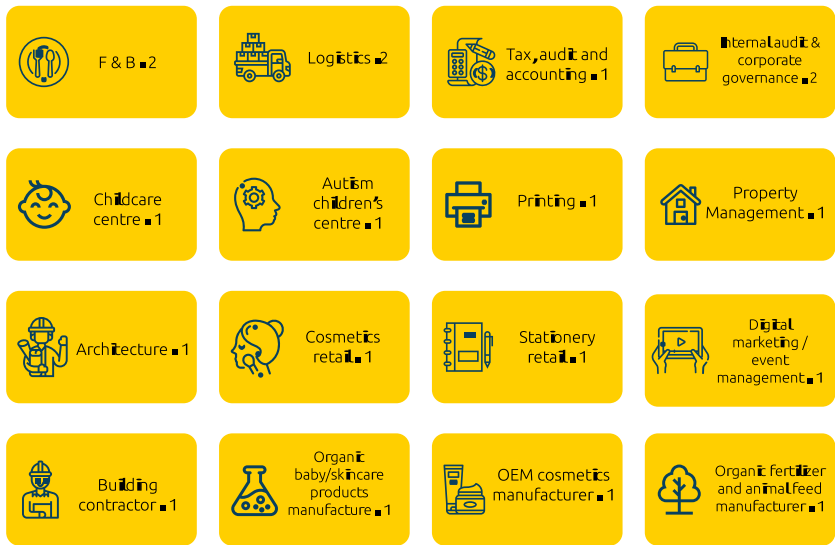 F & B - 2
Logistics - 2
Tax, audit and
accounting - 1
Internal audit &
corporate
governance - 2
Childcare
centre - 1
Autism
children's
centre - 1
Printing - 1
Property
Management - 1
Architecture - 1
Cosmetics
retail - 1
Stationery
retail - 1
Digital
marketing /
event
management - 1
Building
contractor - 1
Organic
baby/skincare
products
manufacture - 1
OEM cosmetics
manufacturer - 1
Organic fertilizer
and animal feed
manufacturer - 1